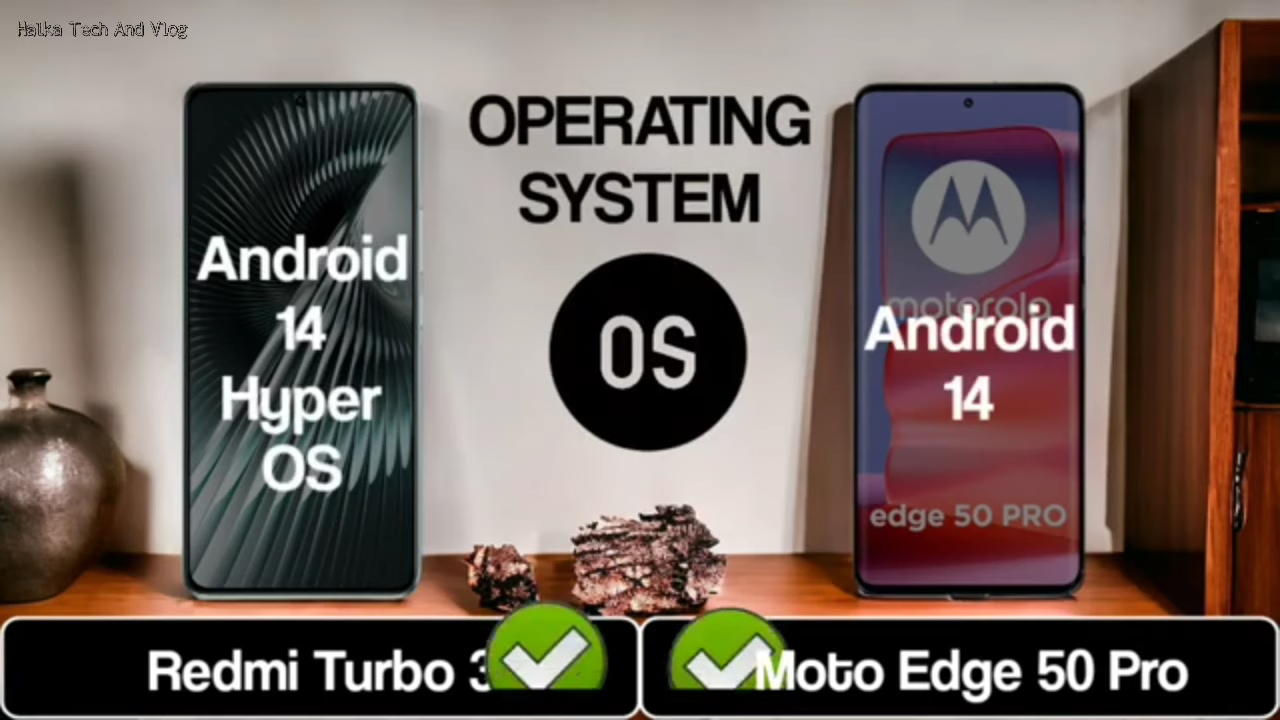 Halka Tech And Vlog
OPERATING
SYSTEM
OS
Android
14
Hyper
OS
motorola
Android
14
edge 50 PRO
Redmi Turbo 3
Moto Edge 50 Pro